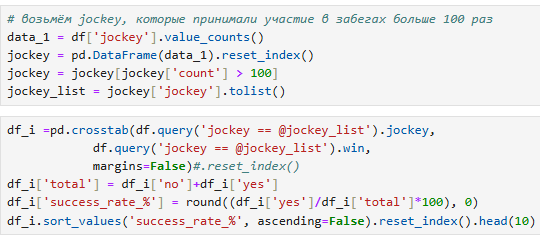 # возьмём jockey, которые принимали участие в забегах больше 100 раз
data_1 = df['jockey'].value_counts()
jockey = pd.DataFrame(data_1).reset_index()
jockey = jockey[jockey['count'] > 100]
jockey_list = jockey['jockey'].tolist()
df_i =pd.crosstab(df.query('jockey == @jockey_list').jockey,
df.query('jockey == @jockey_list').win,
margins=False)#.reset_index()
df_i['total'] = df_i['no']+df_i['yes']
df_i['success_rate_%'] = round((df_i['yes']/df_i['total']*100), 0)
df_i.sort_values('success_rate_%', ascending=False).reset_index().head(10)